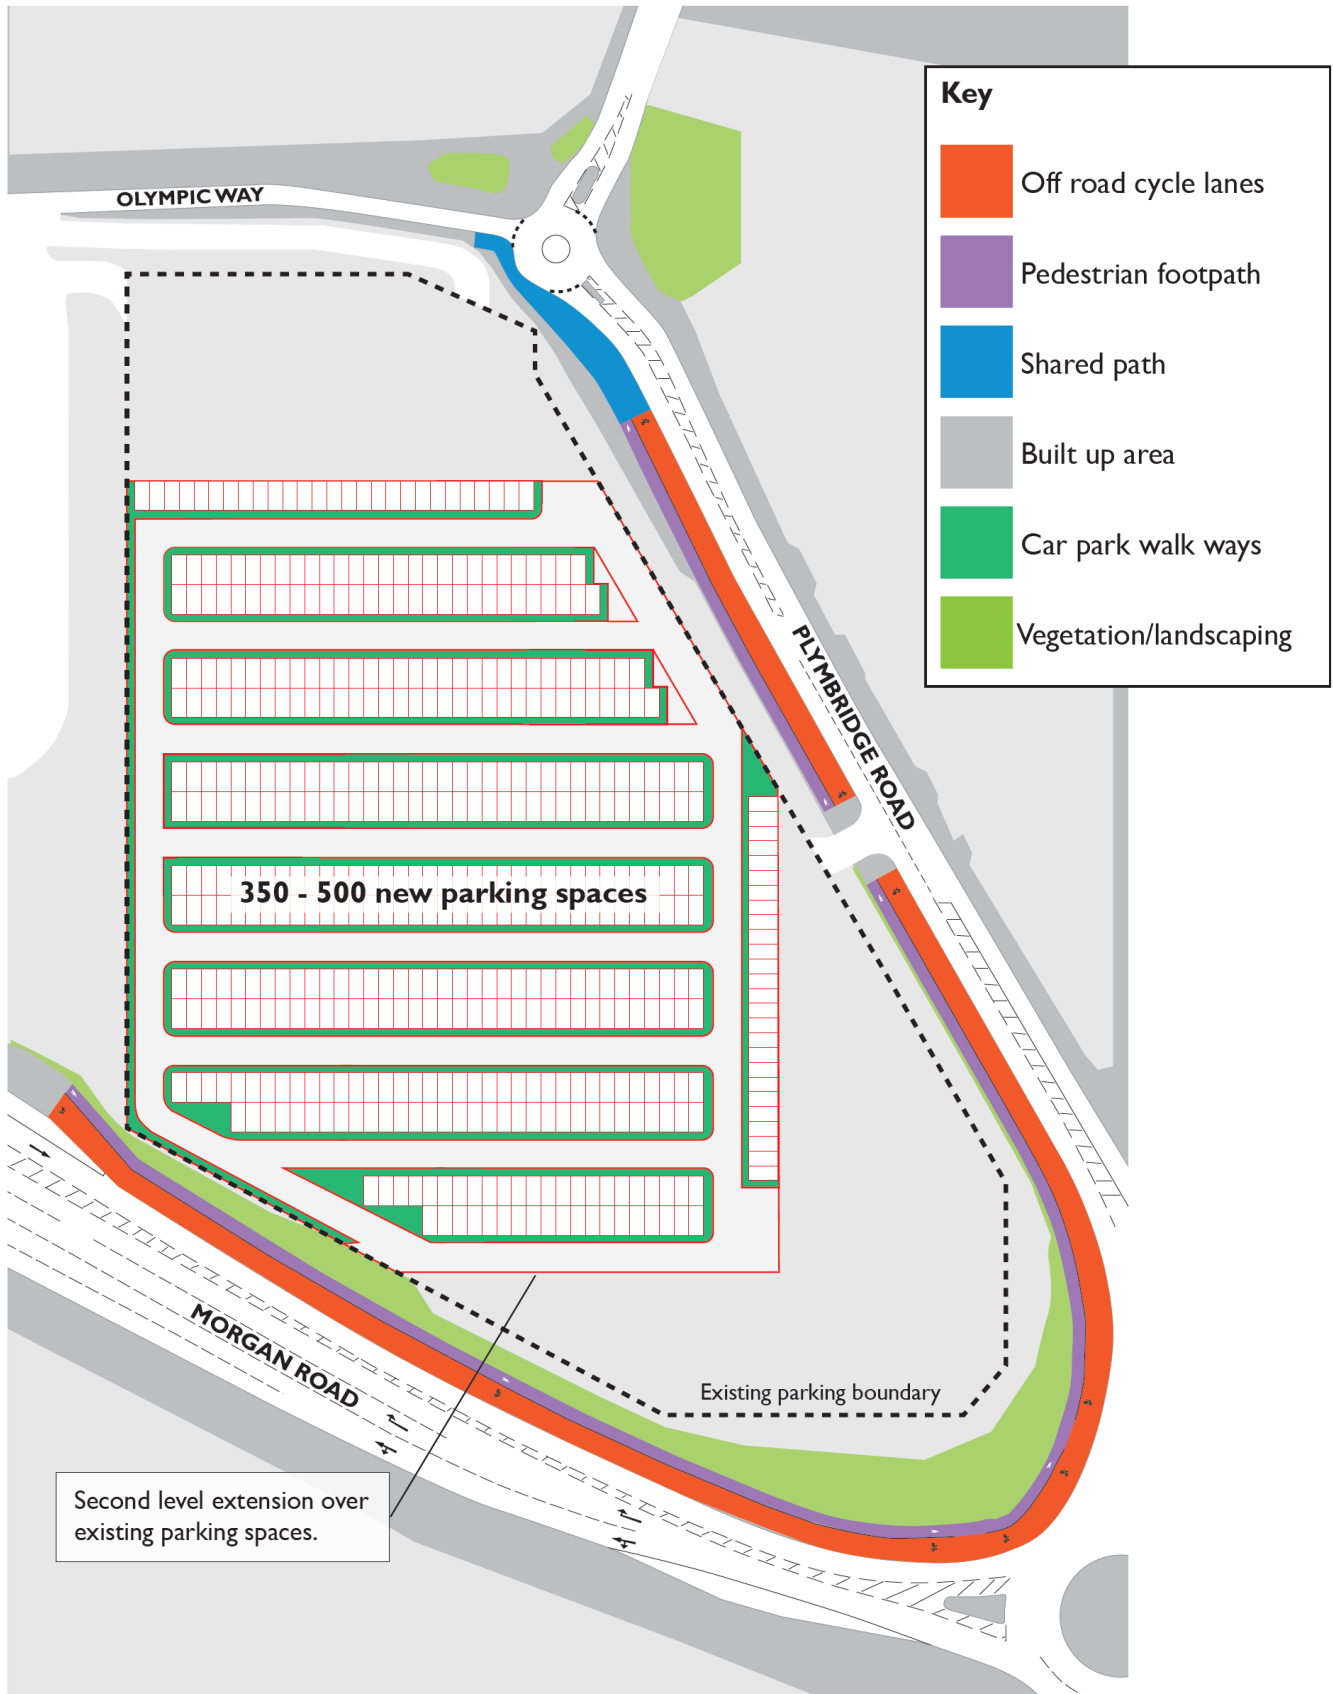 OLYMPIC WAY
Key
Off road cycle lanes
Pedestrian footpath
Shared path
Built up area
Car park walk ways
Vegetation/landscaping
PLYMBRIDGE ROAD
350 - 500 new parking spaces
MORGAN ROAD
Existing parking boundary
Second level extension over
existing parking spaces.